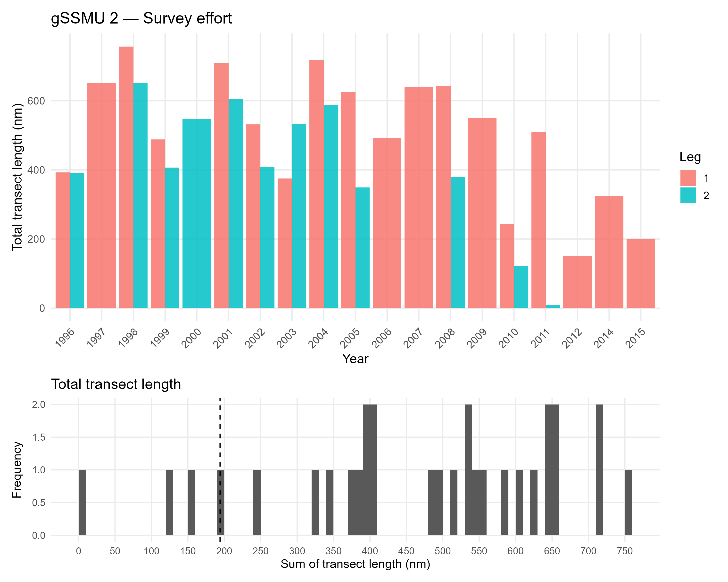 gSSMU 2 — Survey effort
Total transect length (nm)
600
400
200
0
1996 1997 1998 1999 2000 2001 2002 2003 2004 2005 2006 2007 2008 2009 2010 2011 2012 2014 2015
Year
Leg
1
2
Total transect length
Frequency
2.0
1.5
1.0
0.5
0.0
0 50 100 150 200 250 300 350 400 450 500 550 600 650 700 750
Sum of transect length (nm)